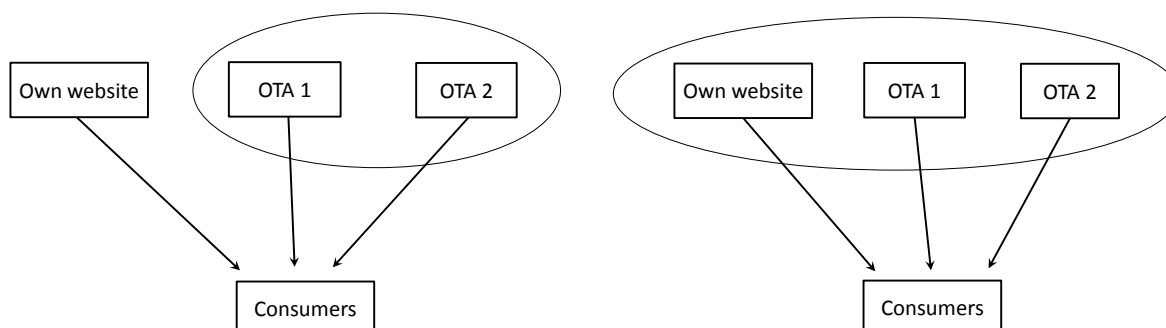 Own website
OTA 1
OTA 2
Consumers
Own website
OTA 1
OTA 2
Consumers